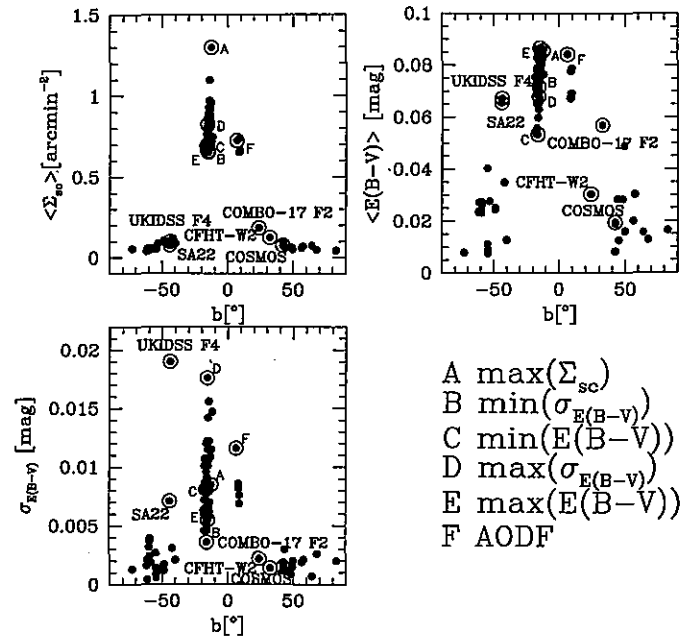 1.5
1
0.5
0
<Σsc>[arcmin−2]
A
D
C
E B
F
COMBO-17 F2
UKIDSS F4
CFHT-W2
SA22
COSMOS
−50 0 50
b[°]
0.1
0.08
0.06
0.04
0.02
0
<E(B−V)> [mag]
E A F
UKIDSS F4
B
D
SA22
C
COMBO-17 F2
CFHT-W2
COSMOS
−50 0 50
b[°]
0.02
0.015
0.01
0.005
0
σE(B−V) [mag]
UKIDSS F4
D
F
A
C
SA22
E
B
COMBO-17 F2
CFHT-W2
COSMOS
−50 0 50
b[°]
A max(Σsc)
B min(σE(B−V))
C min(E(B−V))
D max(σE(B−V))
E max(E(B−V))
F AODF